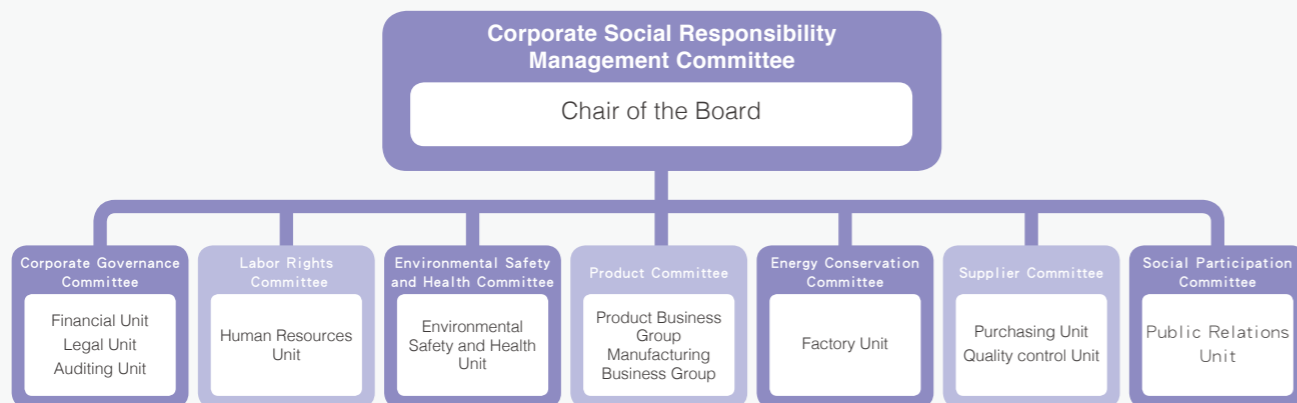 Corporate Social Responsibility
Management Committee
Chair of the Board
Corporate Governance
Committee
Financial Unit
Legal Unit
Auditing Unit
Labor Rights
Committee
Human Resources
Unit
Environmental Safety
and Health Committee
Environmental
Safety and Health
Unit
Product Committee
Product Business
Group
Manufacturing
Business Group
Energy Conservation
Committee
Factory Unit
Supplier Committee
Purchasing Unit
Quality control Unit
Social Participation
Committee
Public Relations
Unit